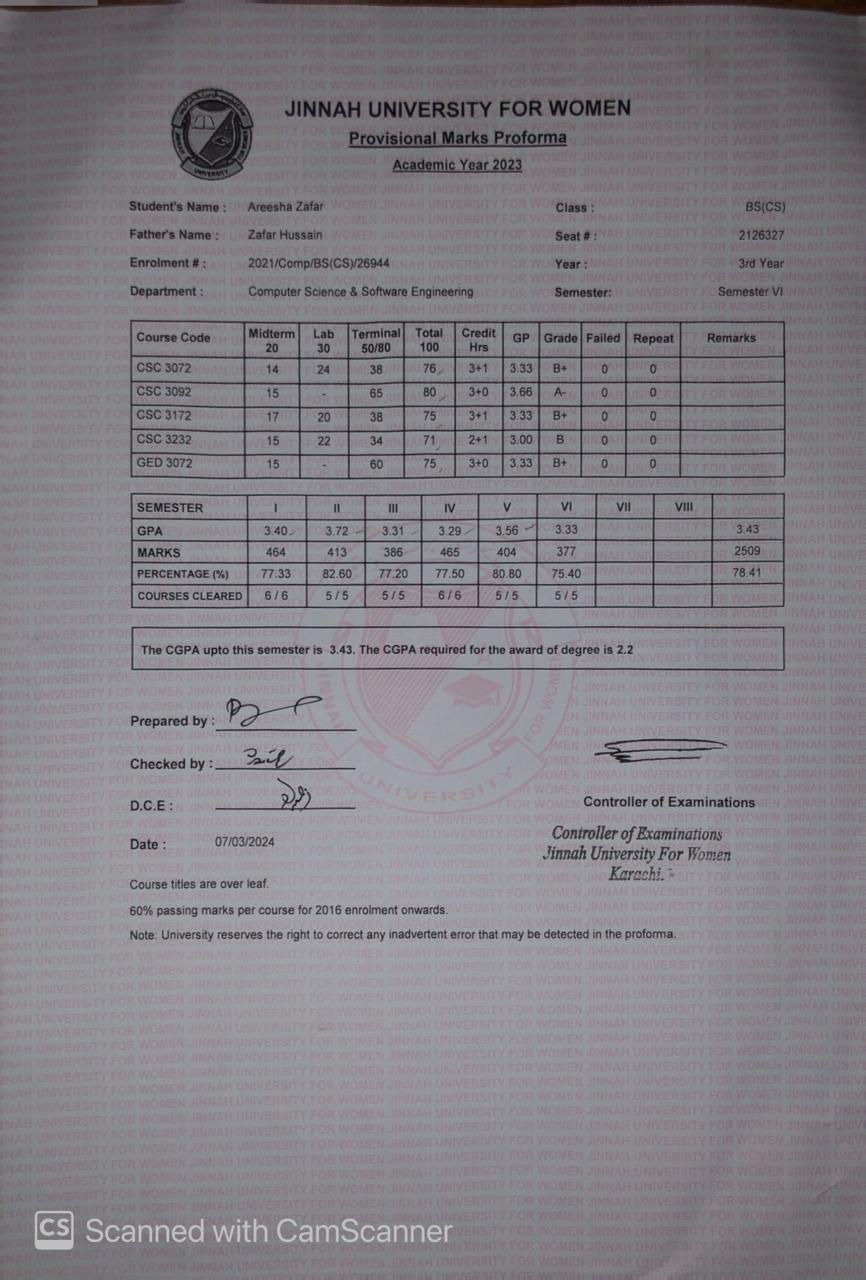 JINNAH UNIVERSITY FOR WOMEN
Provisional Marks Proforma
Academic Year 2023
Student's Name : Areesha Zafar Class : BS(CS)
Father's Name : Zafar Hussain Seat # : 2126327
Enrolment # : 2021/Comp/BS(CS)/26944 Year : 3rd Year
Department : Computer Science & Software Engineering Semester: Semester VI
Course Code Midterm 20 Lab 30 Terminal 50/80 Total 100 Credit Hrs GP Grade Failed Repeat Remarks
CSC 3072 14 24 38 76 3+1 3.33 B+ 0 0
CSC 3092 15 - 65 80 3+0 3.66 A- 0 0
CSC 3172 17 20 38 75 3+1 3.33 B+ 0 0
CSC 3232 15 22 34 71 2+1 3.00 B 0 0
GED 3072 15 - 60 75 3+0 3.33 B+ 0 0
SEMESTER I II III IV V VI VII VIII
GPA 3.40 3.72 3.31 3.29 3.56 3.33 3.43
MARKS 464 413 386 465 404 377 2509
PERCENTAGE (%) 77.33 82.60 77.20 77.50 80.80 75.40 78.41
COURSES CLEARED 6 / 6 5 / 5 5 / 5 6 / 6 5 / 5 5 / 5
The CGPA upto this semester is 3.43. The CGPA required for the award of degree is 2.2
Prepared by :
Checked by :
D.C.E :
Controller of Examinations
Date : 07/03/2024
Controller of Examinations
Jinnah University For Women
Karachi.
Course titles are over leaf.
60% passing marks per course for 2016 enrolment onwards.
Note: University reserves the right to correct any inadvertent error that may be detected in the proforma.
CS Scanned with CamScanner